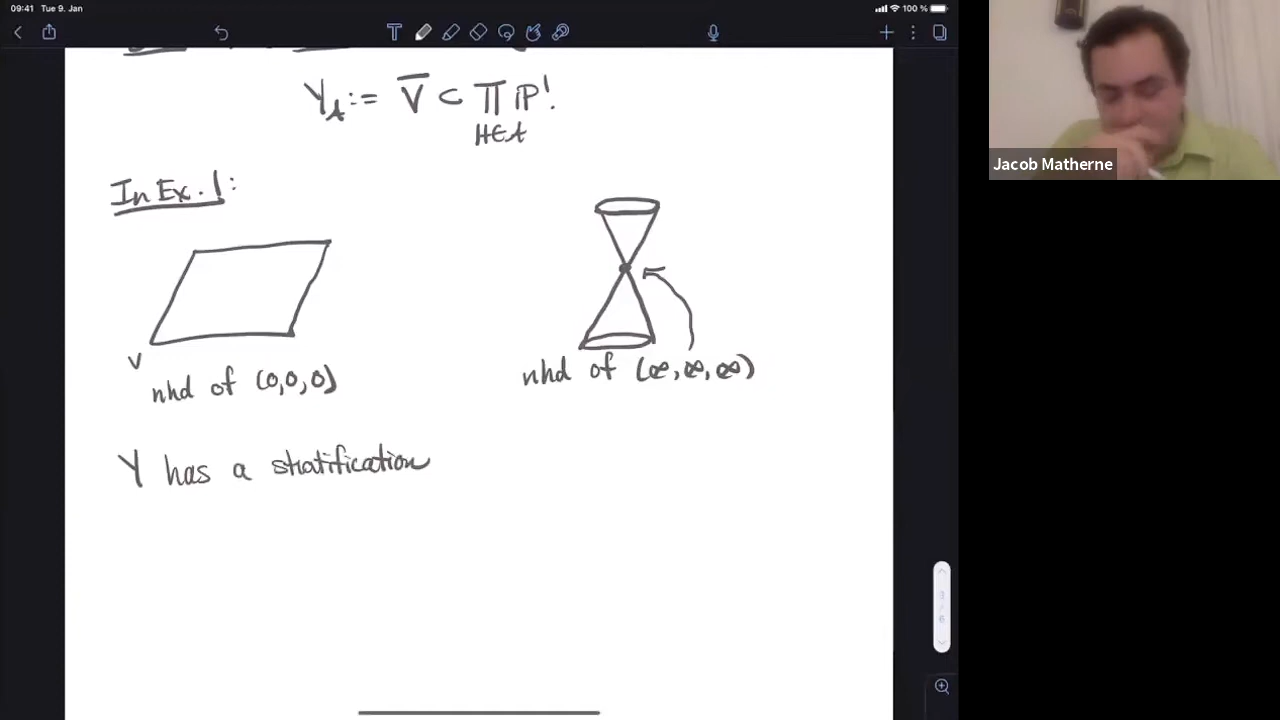 09:41 Tue 9. Jan
100 %
Y_A := V̄ ⊂ ∏ ℙ¹.
H∈A
In Ex. 1:
V
nhd of (0,0,0)
nhd of (∞,∞,∞)
Y has a stratification
Jacob Matherne